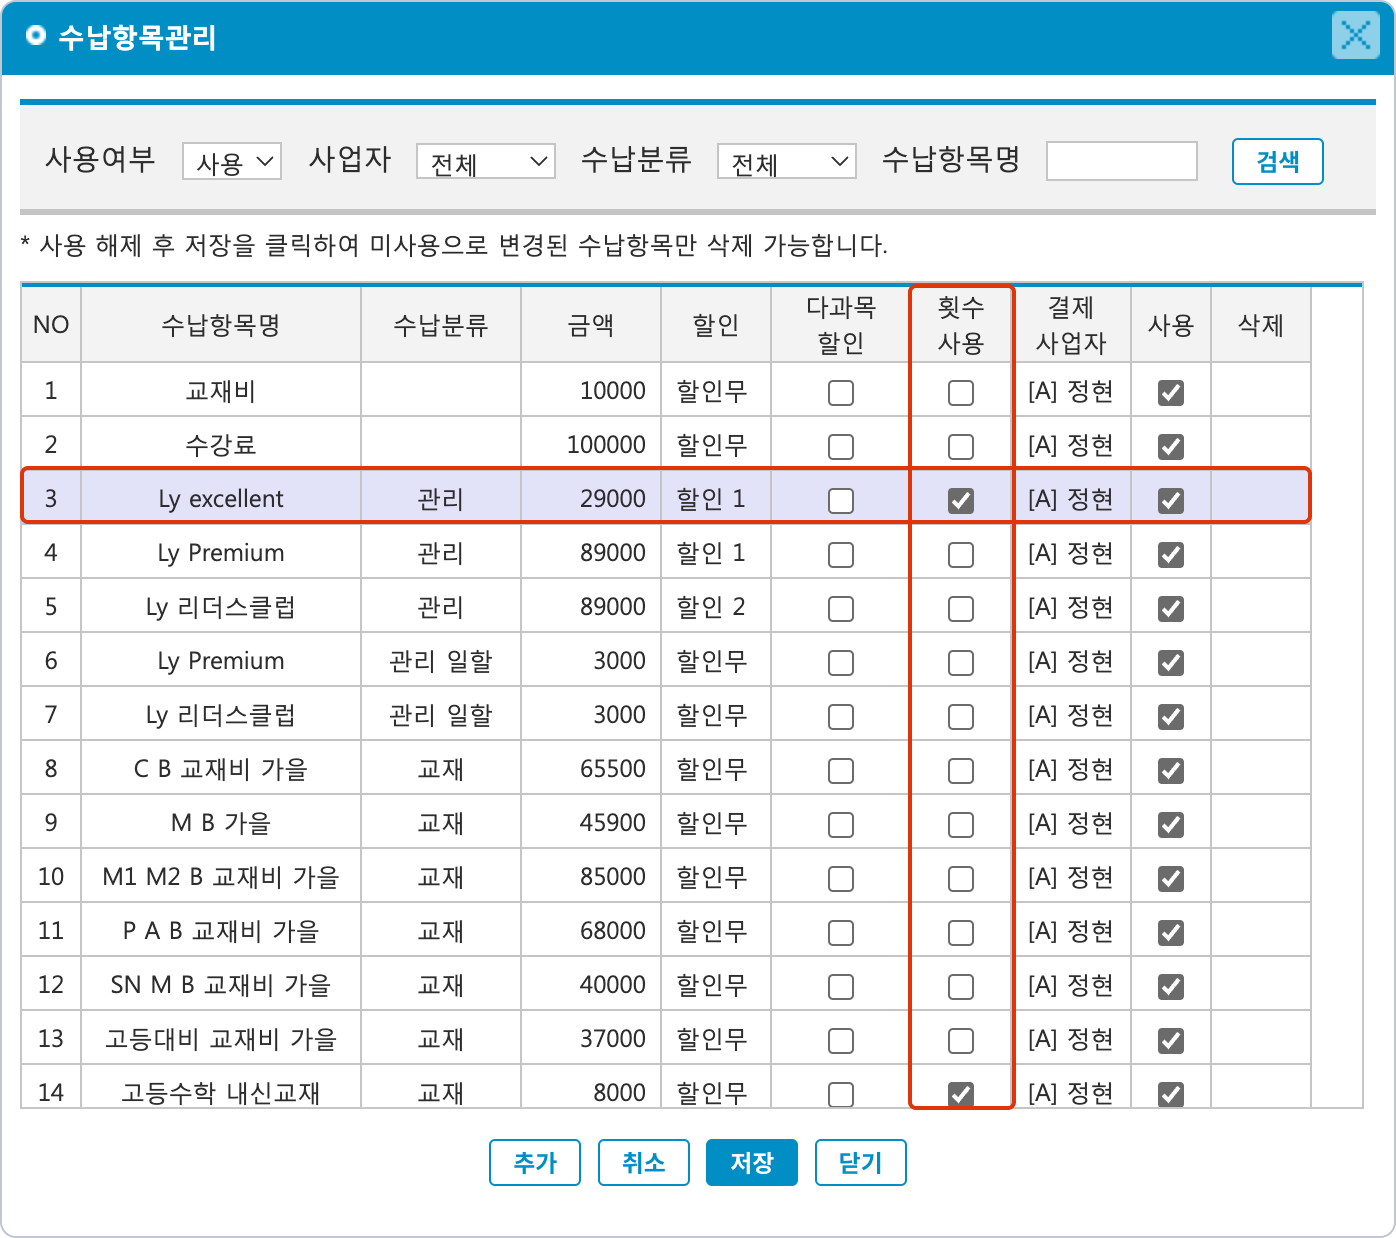 수납항목관리
사용여부 사용 사업자 전체 수납분류 전체 수납항목명 검색
* 사용 해제 후 저장을 클릭하여 미사용으로 변경된 수납항목만 삭제 가능합니다.
NO 수납항목명 수납분류 금액 할인 다과목 할인 횟수 사용 결제 사업자 사용 삭제
1 교재비 10000 할인무 [A] 정현
2 수강료 100000 할인무 [A] 정현
3 Ly excellent 관리 29000 할인 1 [A] 정현
4 Ly Premium 관리 89000 할인 1 [A] 정현
5 Ly 리더스클럽 관리 89000 할인 2 [A] 정현
6 Ly Premium 관리 일할 3000 할인무 [A] 정현
7 Ly 리더스클럽 관리 일할 3000 할인무 [A] 정현
8 C B 교재비 가을 교재 65500 할인무 [A] 정현
9 M B 가을 교재 45900 할인무 [A] 정현
10 M1 M2 B 교재비 가을 교재 85000 할인무 [A] 정현
11 P A B 교재비 가을 교재 68000 할인무 [A] 정현
12 SN M B 교재비 가을 교재 40000 할인무 [A] 정현
13 고등대비 교재비 가을 교재 37000 할인무 [A] 정현
14 고등수학 내신교재 교재 8000 할인무 [A] 정현
추가 취소 저장 닫기